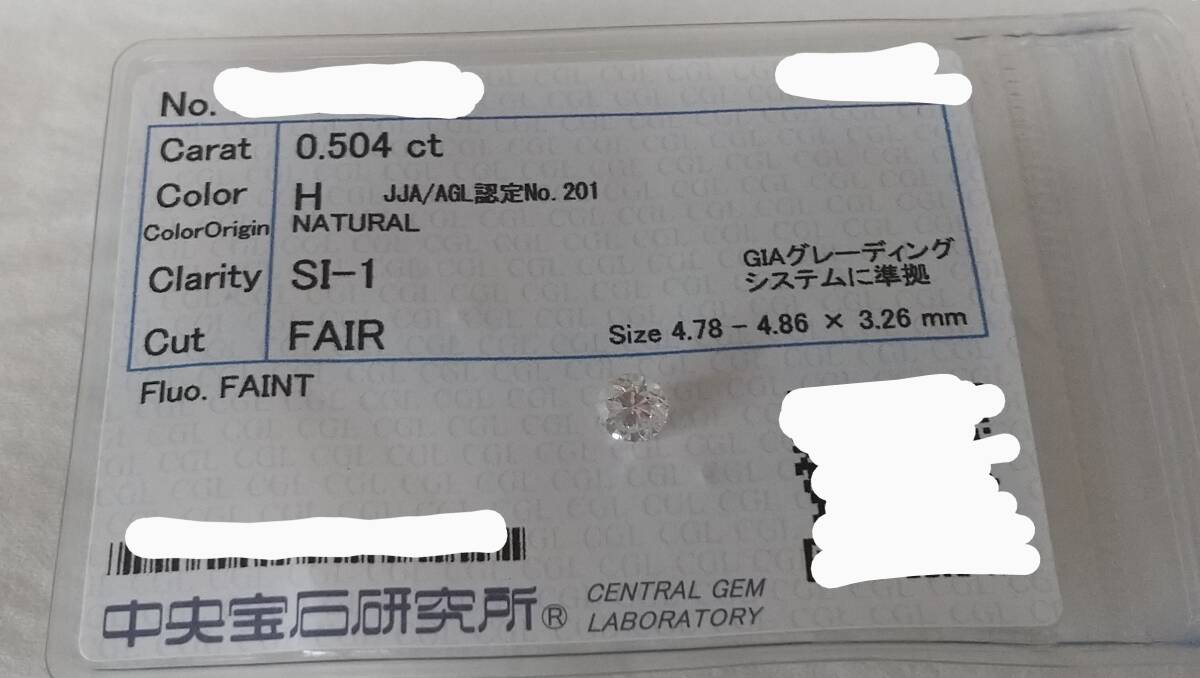 No.
Carat 0.504 ct
Color H JJA/AGL認定No. 201
ColorOrigin NATURAL
Clarity SI-1
GIAグレーディング
システムに準拠
Cut FAIR Size 4.78 - 4.86 × 3.26 mm
Fluo. FAINT
中央宝石研究所® CENTRAL GEM
LABORATORY